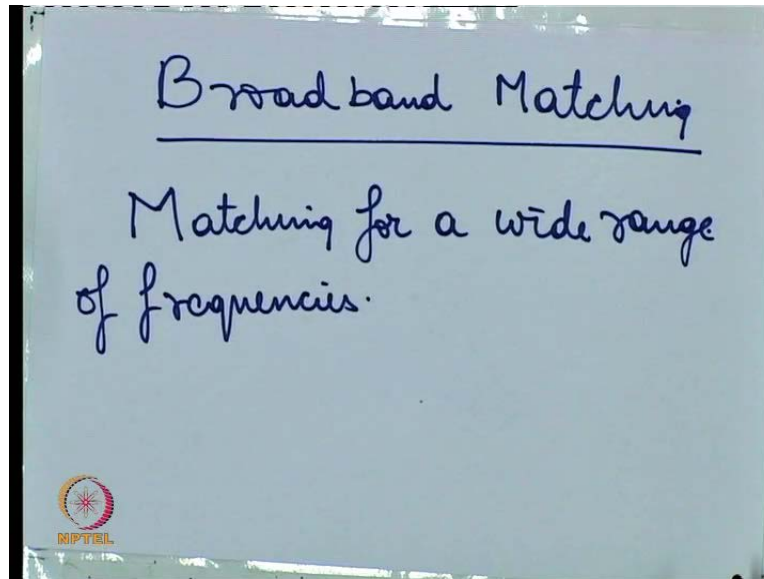 Broadband Matching
Matching for a wide range
of frequencies.
NPTEL